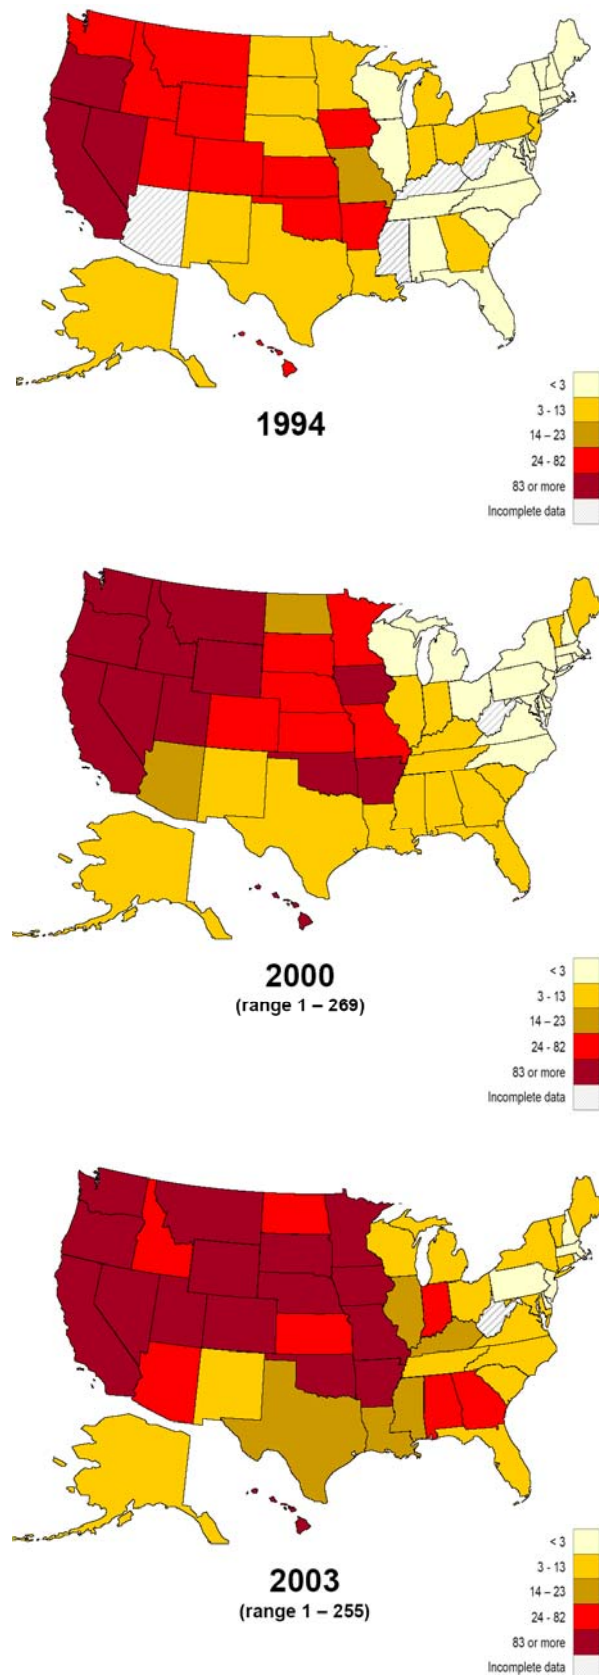 1994
< 3
3 - 13
14 – 23
24 - 82
83 or more
Incomplete data
2000
(range 1 – 269)
< 3
3 - 13
14 – 23
24 - 82
83 or more
Incomplete data
2003
(range 1 – 255)
< 3
3 - 13
14 – 23
24 - 82
83 or more
Incomplete data